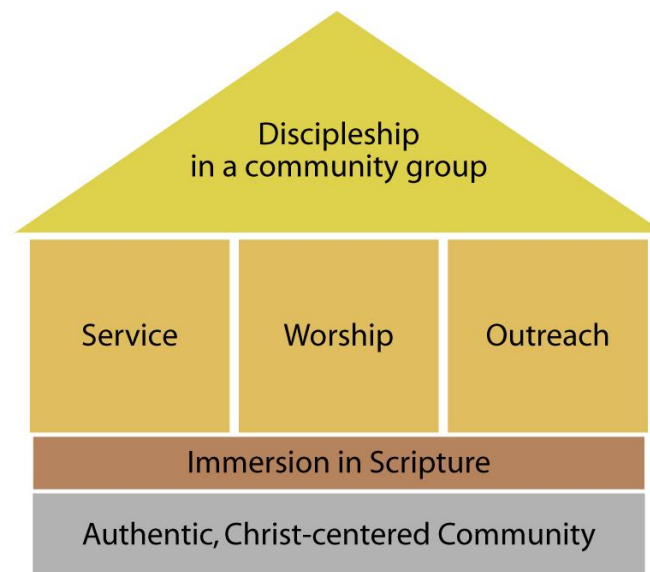 Discipleship
in a community group
Service
Worship
Outreach
Immersion in Scripture
Authentic, Christ-centered Community